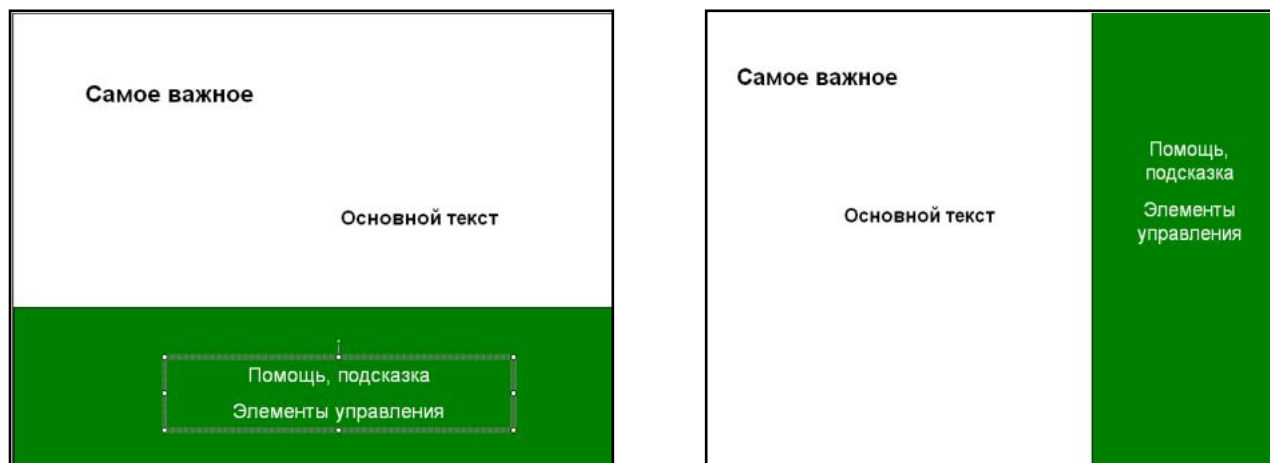 Самое важное
Основной текст
Помощь, подсказка
Элементы управления
Самое важное
Основной текст
Помощь,
подсказка
Элементы
управления